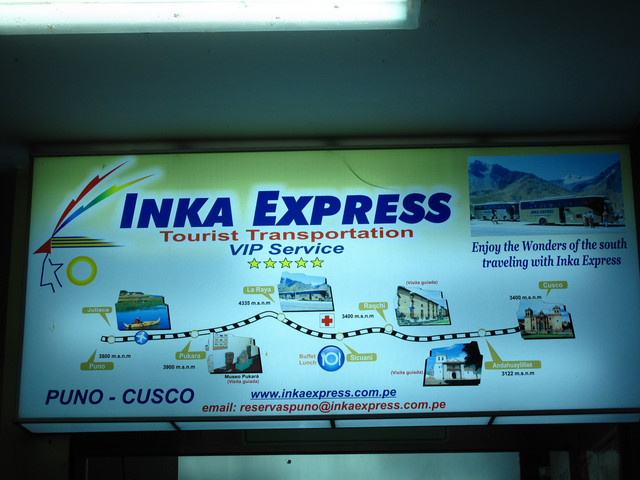 INKA EXPRESS
Tourist Transportation
VIP Service
Enjoy the Wonders of the south
traveling with Inka Express
Juliaca
3800 m.s.n.m
Puno
Pukara
3900 m.s.n.m
Museo Pukará
(Visita guiada)
La Raya
4335 m.s.n.m
Buffet
Lunch
Sicuani
Raqchi
3400 m.s.n.m
(Visita guiada)
(Visita guiada)
Andahuaylillas
3122 m.s.n.m
Cusco
3400 m.s.n.m
PUNO - CUSCO
www.inkaexpress.com.pe
email: reservaspuno@inkaexpress.com.pe